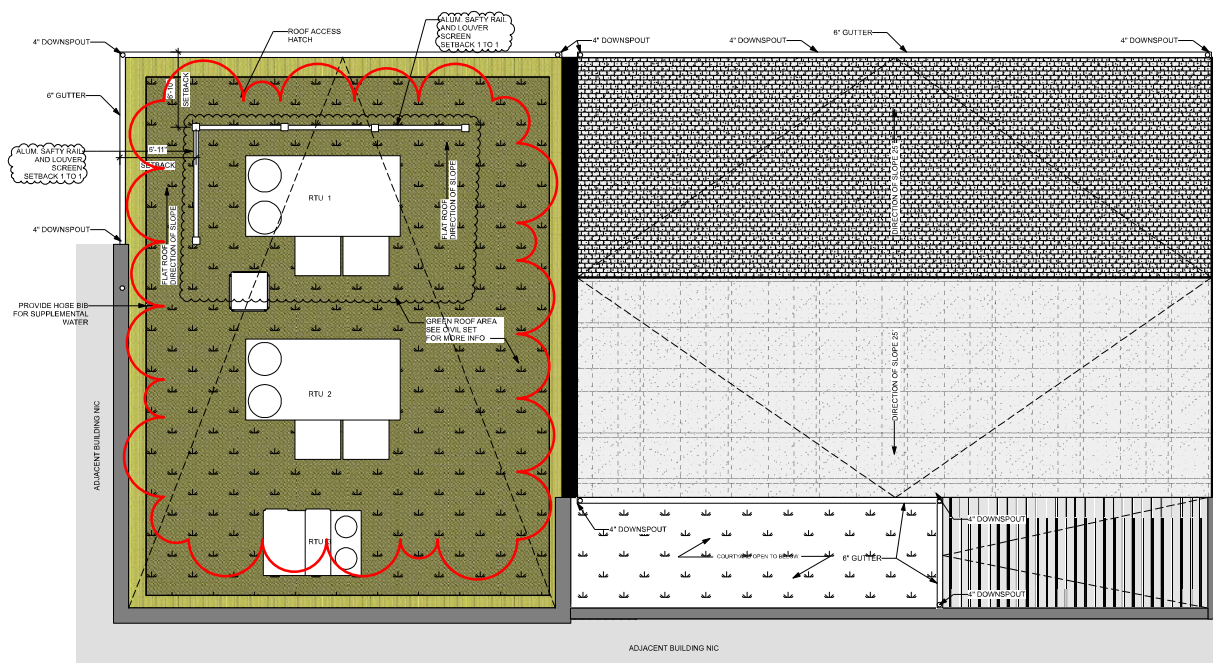 ROOF ACCESS
HATCH
ALUM. SAFTY RAIL
AND LOUVER
SCREEN
SETBACK 1 TO 1
4" DOWNSPOUT
4" DOWNSPOUT
4" DOWNSPOUT
6" GUTTER
4" DOWNSPOUT
SETBACK
6" GUTTER
ALUM. SAFTY RAIL
AND LOUVER
SCREEN
SETBACK 1 TO 1
6'-11"
SETBACK
RTU 1
FLAT ROOF
DIRECTION OF SLOPE
FLAT ROOF
DIRECTION OF SLOPE
DIRECTION OF SLOPE 25'
4" DOWNSPOUT
PROVIDE HOSE BIB
FOR SUPPLEMENTAL
WATER
GREEN ROOF AREA
SEE CIVIL SET
FOR MORE INFO
RTU 2
DIRECTION OF SLOPE 25'
ADJACENT BUILDING NIC
RTU
4" DOWNSPOUT
4" DOWNSPOUT
OPEN TO BELOW
6" GUTTER
4" DOWNSPOUT
ADJACENT BUILDING NIC